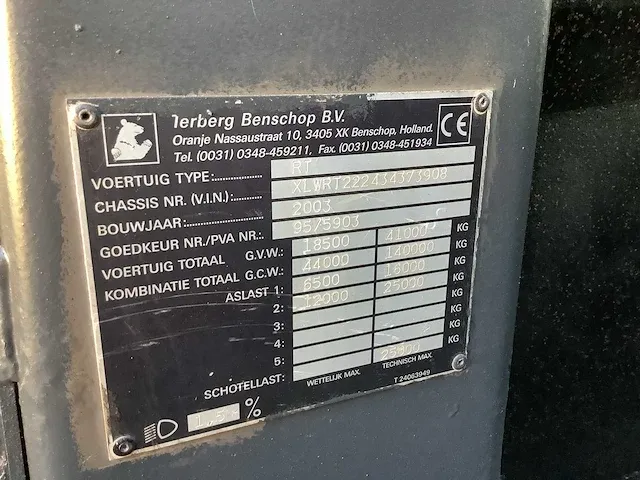 Terberg Benschop B.V.
Oranje Nassaustraat 10, 3405 XK Benschop, Holland.
Tel. (0031) 0348-459211, Fax. (0031) 0348-451934
CE
VOERTUIG TYPE: RT
CHASSIS NR. (V.I.N.): XLWRT222434373908
BOUWJAAR: 2003
GOEDKEUR NR./PVA NR.: 95/5903
VOERTUIG TOTAAL G.V.W.: 18500 41000 KG
KOMBINATIE TOTAAL G.C.W.: 44000 140000 KG
ASLAST 1: 6500 16000 KG
2: 12000 25000 KG
3: KG
4: KG
5: KG
SCHOTELLAST: 25000 KG
WETTELIJK MAX. TECHNISCH MAX.
T 24063949
%